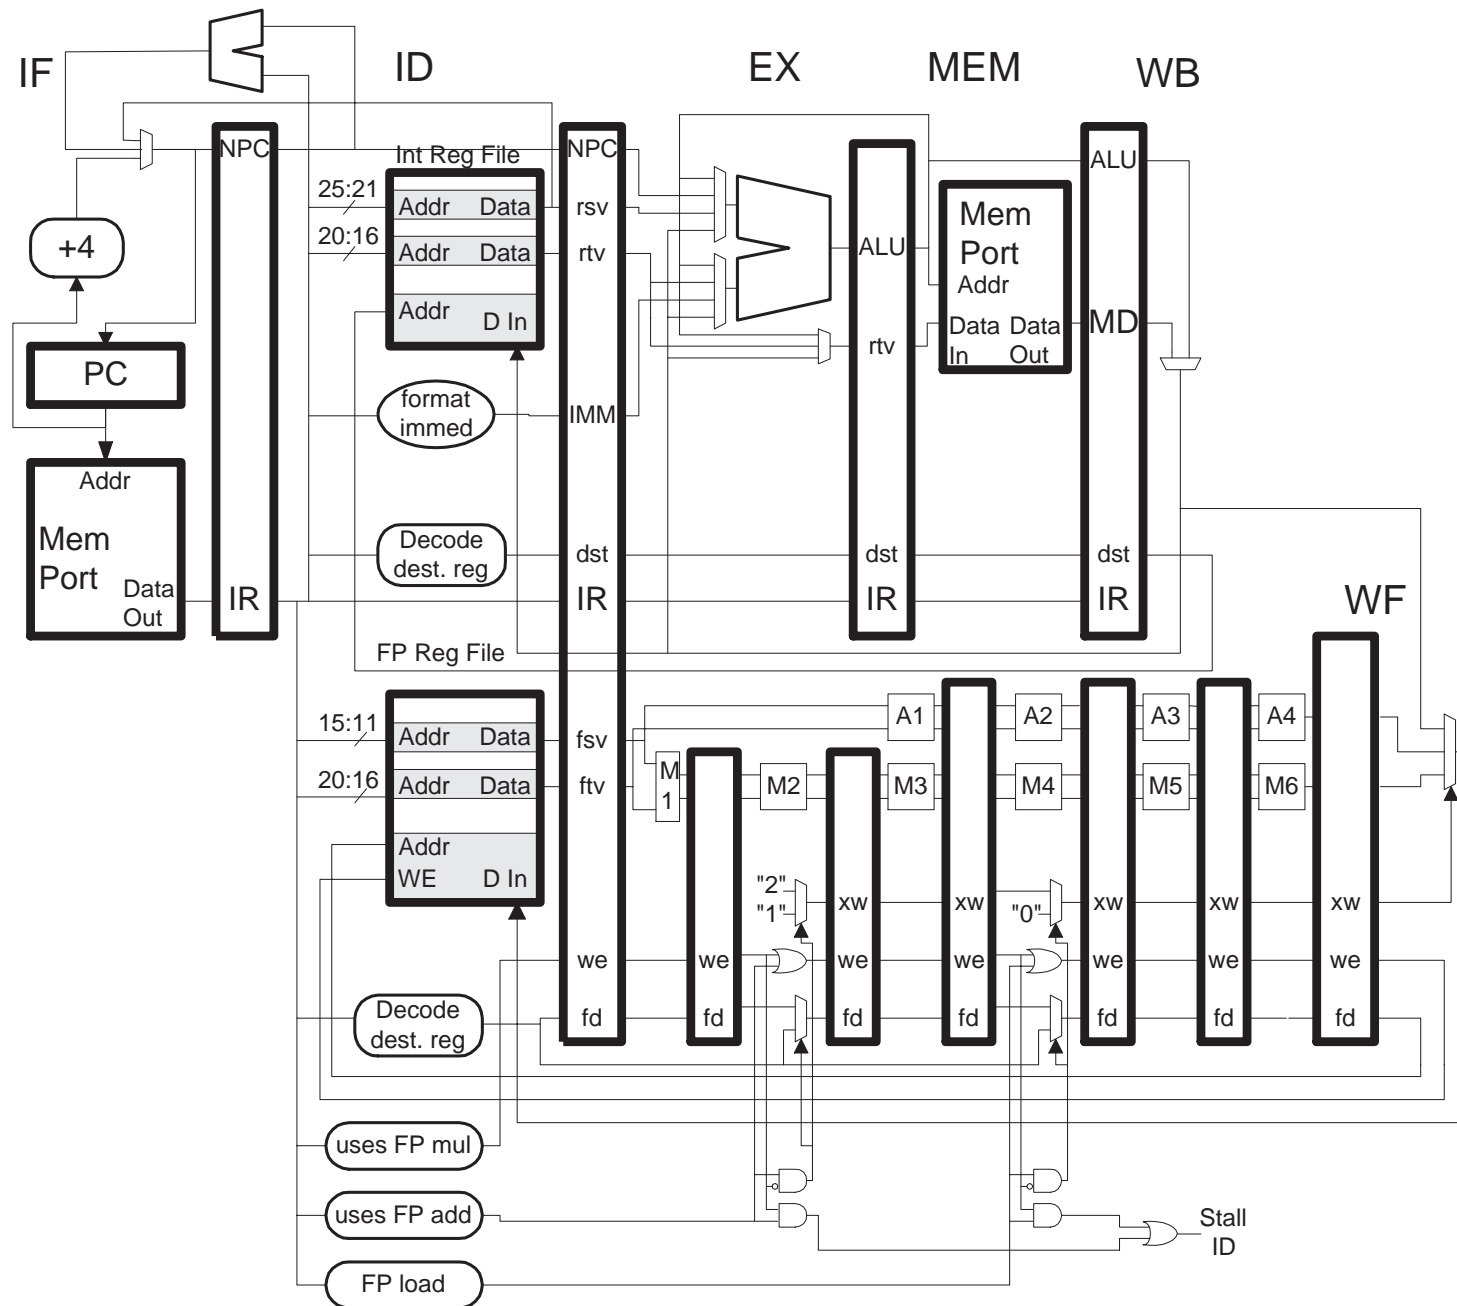 IF
ID
EX
MEM
WB
NPC
Int Reg File
25:21
Addr
Data
20:16
Addr
Data
Addr
D In
NPC
rsv
rtv
ALU
Mem
Port
Addr
Data
In
Data
Out
rtv
ALU
MD
+4
PC
format
immed
IMM
Addr
Mem
Port
Data
Out
IR
Decode
dest. reg
dst
IR
dst
IR
dst
IR
WF
FP Reg File
15:11
Addr
Data
20:16
Addr
Data
Addr
WE
D In
fsv
ftv
A1
A2
A3
A4
M
1
M2
M3
M4
M5
M6
"2"
"1"
xw
xw
"0"
xw
xw
xw
we
we
we
we
we
we
we
Decode
dest. reg
fd
fd
fd
fd
fd
fd
fd
uses FP mul
uses FP add
FP load
Stall
ID